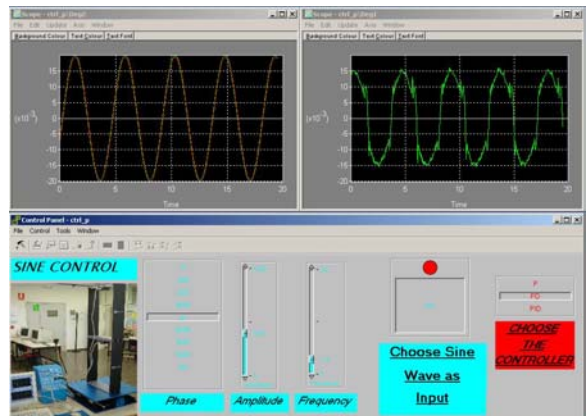 Scope - ctrl_p\Deg2
File Edit Update Axis Window
Background Colour Text Colour Text Font
15
10
5
0
-5
-10
-15
-20
(x10^-3)
0 5 10 15 20
Time
Scope - ctrl_p\Deg1
File Edit Update Axis Window
Background Colour Text Colour Text Font
15
10
5
0
-5
-10
-15
-20
(x10^-3)
0 5 10 15 20
Time
Control Panel - ctrl_p
File Control Tools Window
SINE CONTROL
Phase
Amplitude
Frequency
Choose Sine
Wave as
Input
P
PD
PID
CHOOSE
THE
CONTROLLER